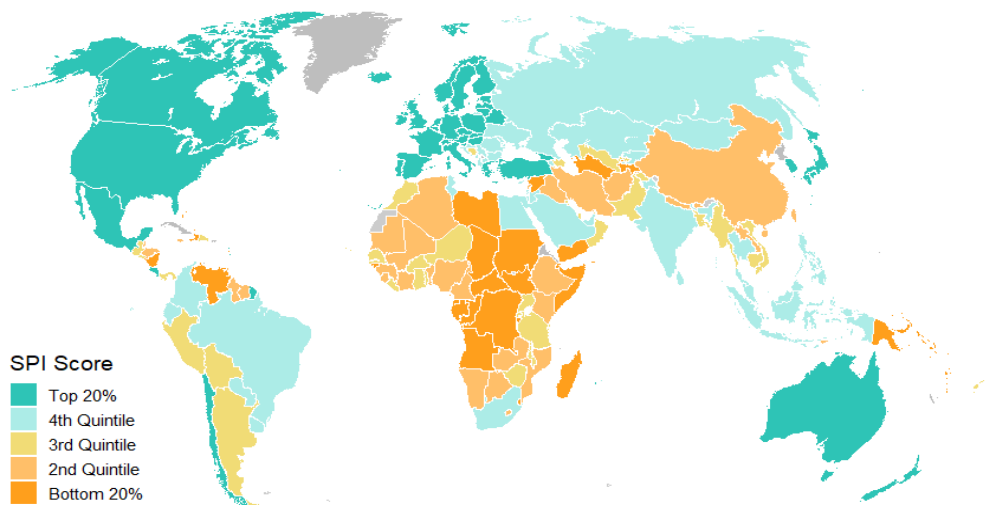 SPI Score
Top 20%
4th Quintile
3rd Quintile
2nd Quintile
Bottom 20%